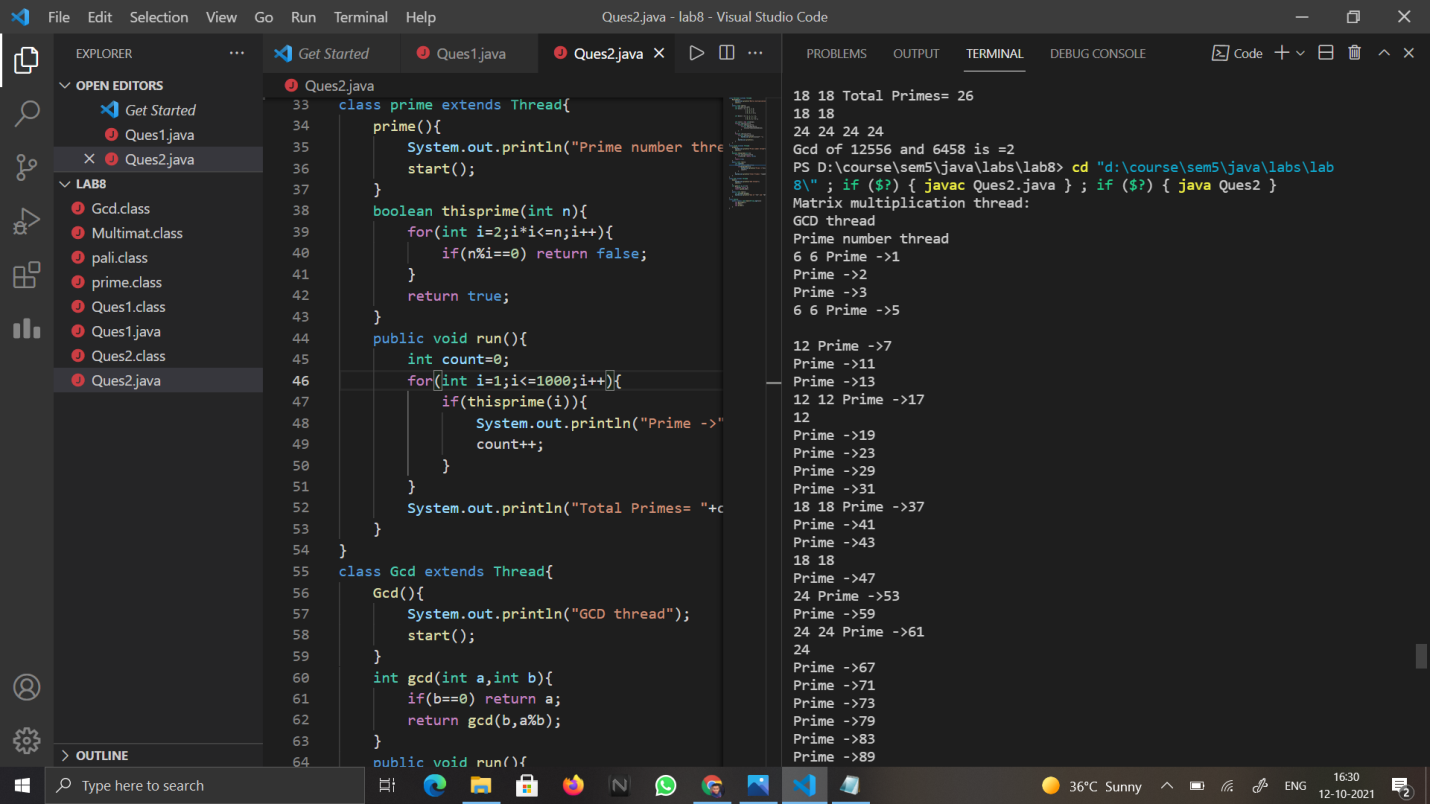 File Edit Selection View Go Run Terminal Help
Ques2.java - lab8 - Visual Studio Code
EXPLORER
OPEN EDITORS
Get Started
Ques1.java
Ques2.java
LAB8
Gcd.class
Multimat.class
pali.class
prime.class
Ques1.class
Ques1.java
Ques2.class
Ques2.java
OUTLINE
Get Started Ques1.java Ques2.java
Ques2.java
33 class prime extends Thread{
34 prime(){
35 System.out.println("Prime number thre
36 start();
37 }
38 boolean thisprime(int n){
39 for(int i=2;i*i<=n;i++){
40 if(n%i==0) return false;
41 }
42 return true;
43 }
44 public void run(){
45 int count=0;
46 for(int i=1;i<=1000;i++){
47 if(thisprime(i)){
48 System.out.println("Prime ->"
49 count++;
50 }
51 }
52 System.out.println("Total Primes= "+c
53 }
54 }
55 class Gcd extends Thread{
56 Gcd(){
57 System.out.println("GCD thread");
58 start();
59 }
60 int gcd(int a,int b){
61 if(b==0) return a;
62 return gcd(b,a%b);
63 }
64 public void run(){
PROBLEMS OUTPUT TERMINAL DEBUG CONSOLE
Code
18 18 Total Primes= 26
18 18
24 24 24 24
Gcd of 12556 and 6458 is =2
PS D:\course\sem5\java\labs\lab8> cd "d:\course\sem5\java\labs\lab
8\" ; if ($?) { javac Ques2.java } ; if ($?) { java Ques2 }
Matrix multiplication thread:
GCD thread
Prime number thread
6 6 Prime ->1
Prime ->2
Prime ->3
6 6 Prime ->5
12 Prime ->7
Prime ->11
Prime ->13
12 12 Prime ->17
12
Prime ->19
Prime ->23
Prime ->29
Prime ->31
18 18 Prime ->37
Prime ->41
Prime ->43
18 18
Prime ->47
24 Prime ->53
Prime ->59
24 24 Prime ->61
24
Prime ->67
Prime ->71
Prime ->73
Prime ->79
Prime ->83
Prime ->89
Type here to search
36°C Sunny
ENG
16:30
12-10-2021
2